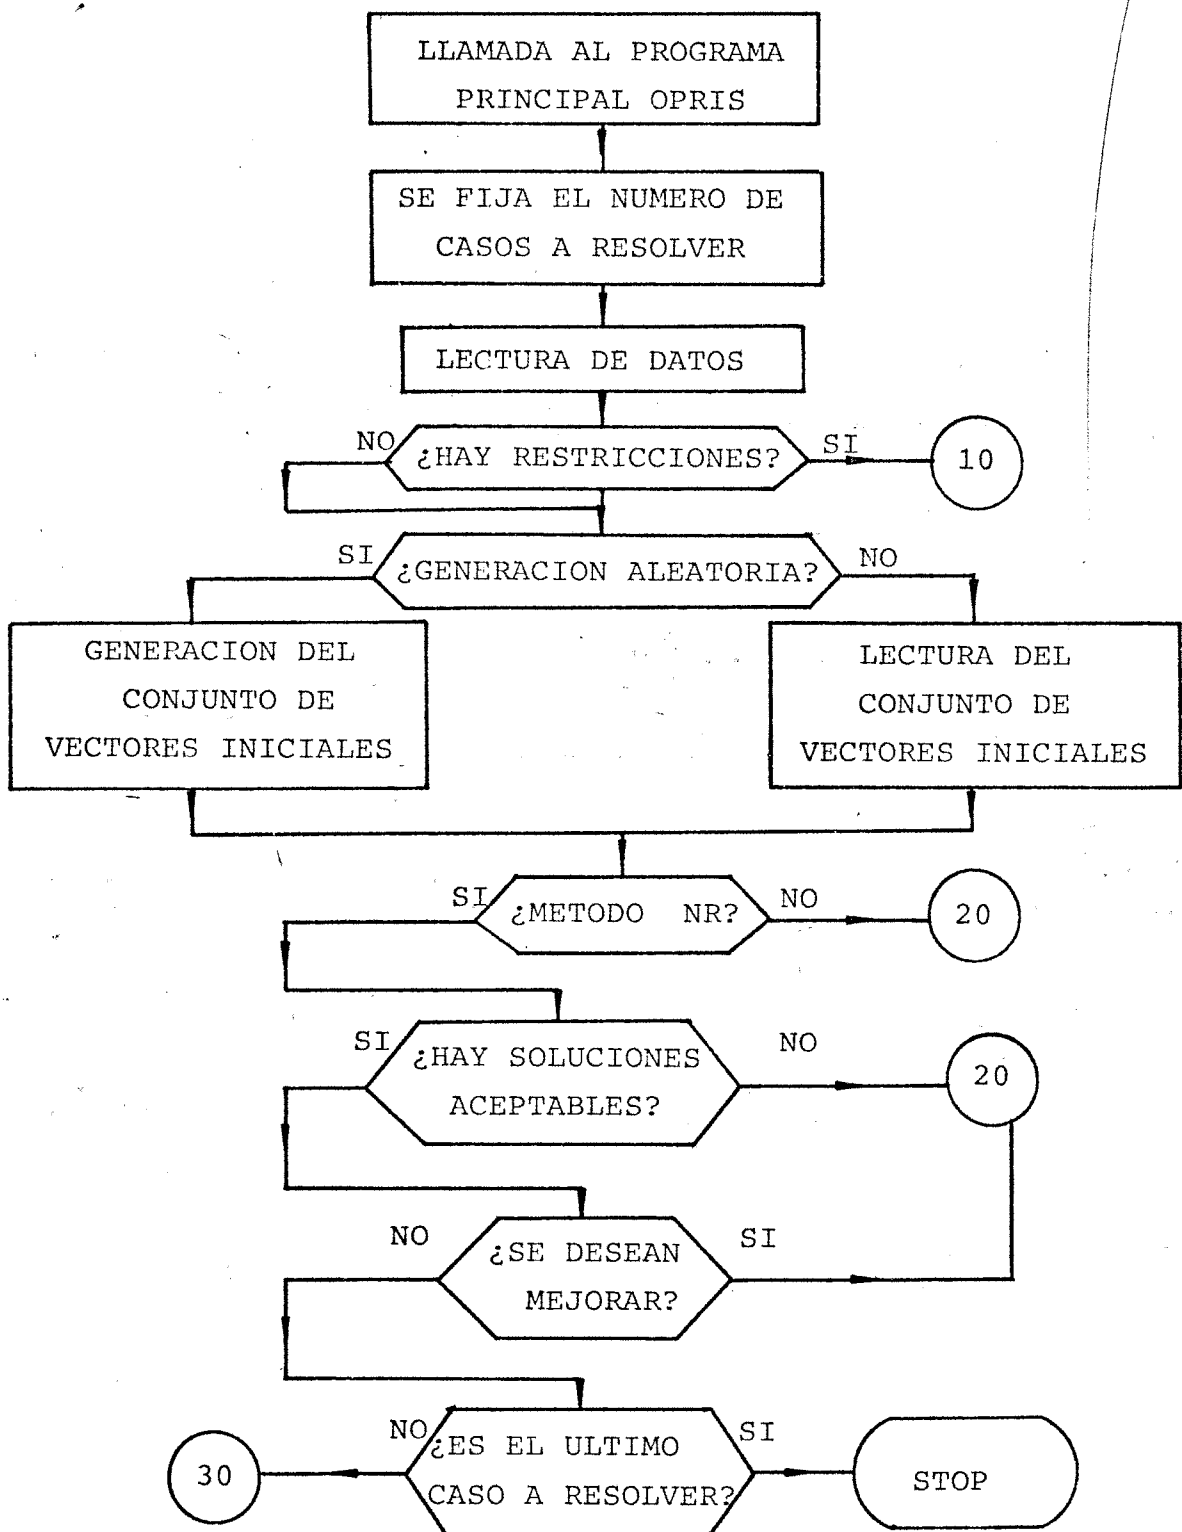 LLAMADA AL PROGRAMA
PRINCIPAL OPRIS
SE FIJA EL NUMERO DE
CASOS A RESOLVER
LECTURA DE DATOS
NO
¿HAY RESTRICCIONES?
SI
10
SI
¿GENERACION ALEATORIA?
NO
GENERACION DEL
CONJUNTO DE
VECTORES INICIALES
LECTURA DEL
CONJUNTO DE
VECTORES INICIALES
SI
¿METODO NR?
NO
20
SI
¿HAY SOLUCIONES
ACEPTABLES?
NO
20
NO
¿SE DESEAN
MEJORAR?
SI
30
NO
¿ES EL ULTIMO
CASO A RESOLVER?
SI
STOP